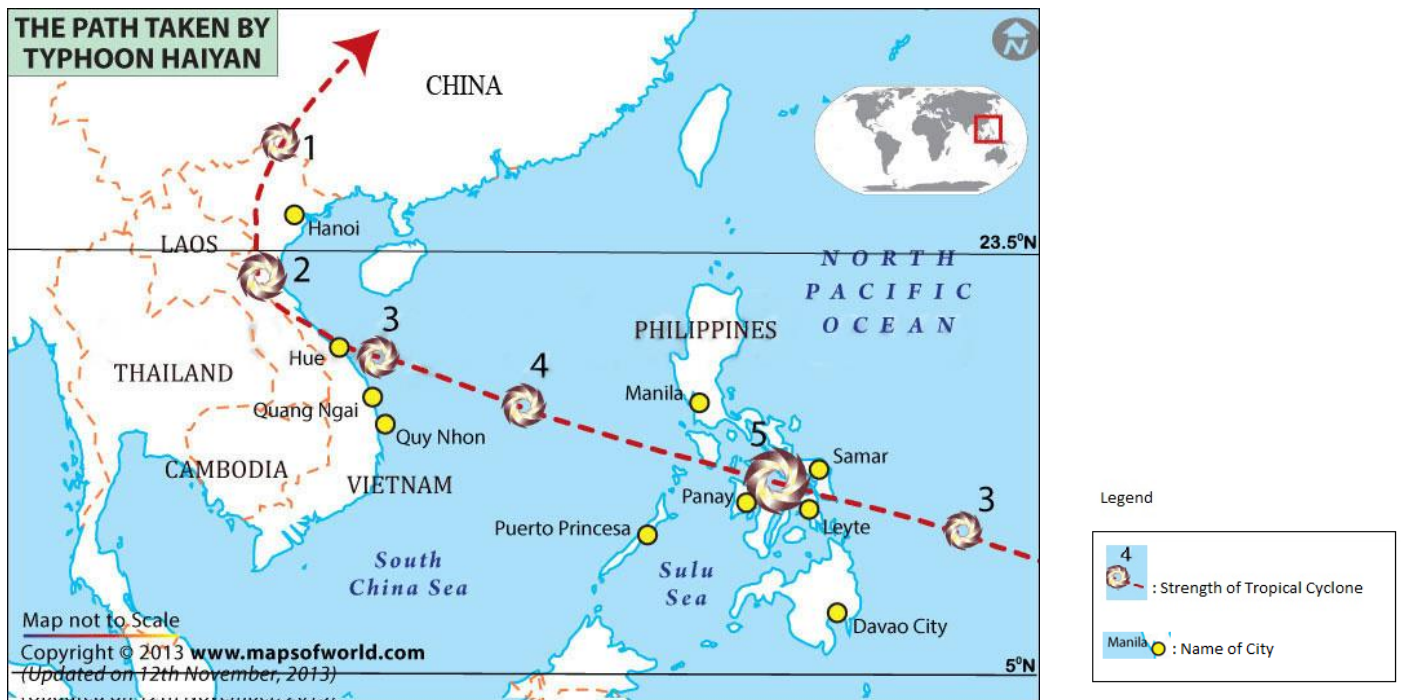 THE PATH TAKEN BY
TYPHOON HAIYAN
N
CHINA
1
Hanoi
LAOS
23.5⁰N
2
NORTH
PACIFIC
OCEAN
3
PHILIPPINES
Hue
THAILAND
4
Manila
Quang Ngai
Quy Nhon
5
Samar
CAMBODIA
VIETNAM
Panay
3
Leyte
Puerto Princesa
South
China Sea
Sulu
Sea
Davao City
Map not to Scale
Copyright © 2013 www.mapsofworld.com
(Updated on 12th November, 2013)
5⁰N
Legend
4
: Strength of Tropical Cyclone
Manila
: Name of City